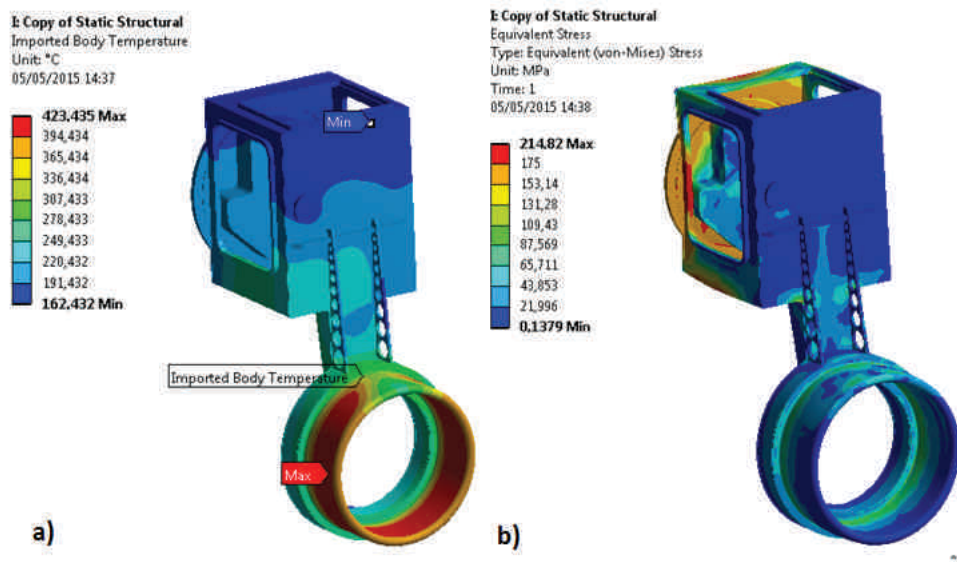 I: Copy of Static Structural
Imported Body Temperature
Unit: °C
05/05/2015 14:37
423,435 Max
394,434
365,434
336,434
307,433
278,433
249,433
220,432
191,432
162,432 Min
Min
Imported Body Temperature
Max
a)
I: Copy of Static Structural
Equivalent Stress
Type: Equivalent (von-Mises) Stress
Unit: MPa
Time: 1
05/05/2015 14:38
214,82 Max
175
153,14
131,28
109,43
87,569
65,711
43,853
21,996
0,1379 Min
b)